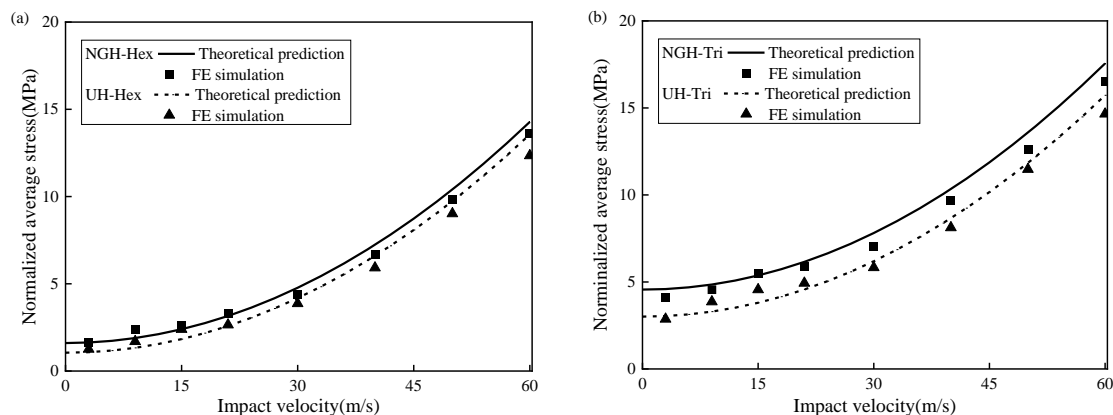 (a)
20
15
10
5
0
Normalized average stress(MPa)
NGH-Hex Theoretical prediction
FE simulation
UH-Hex Theoretical prediction
FE simulation
0 15 30 45 60
Impact velocity(m/s)
(b)
20
15
10
5
0
Norminalized average stress(MPa)
NGH-Tri Theoretical prediction
FE simulation
UH-Tri Theoretical prediction
FE simulation
0 15 30 45 60
Impact velocity(m/s)